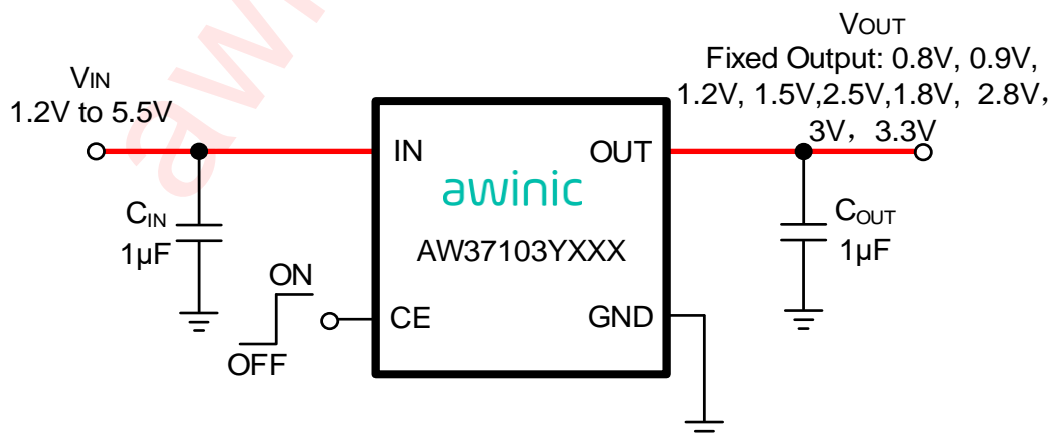 VIN
1.2V to 5.5V
VOUT
Fixed Output: 0.8V, 0.9V,
1.2V, 1.5V,2.5V,1.8V, 2.8V，
3V，3.3V
IN
OUT
awinic
AW37103YXXX
CE
GND
CIN
1µF
COUT
1µF
ON
OFF
aw